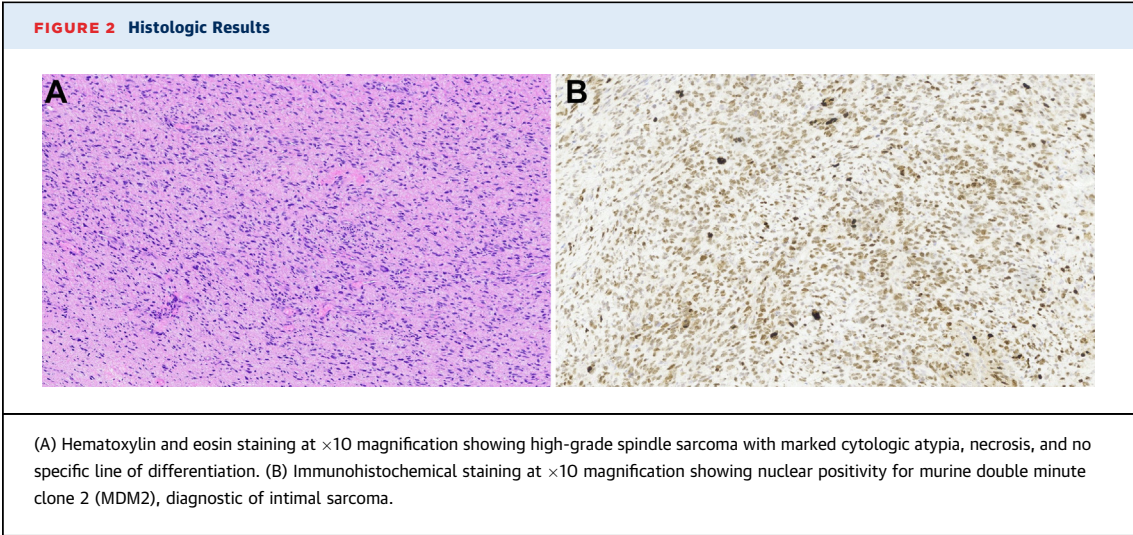 FIGURE 2 Histologic Results
A
B
(A) Hematoxylin and eosin staining at ×10 magnification showing high-grade spindle sarcoma with marked cytologic atypia, necrosis, and no
specific line of differentiation. (B) Immunohistochemical staining at ×10 magnification showing nuclear positivity for murine double minute
clone 2 (MDM2), diagnostic of intimal sarcoma.